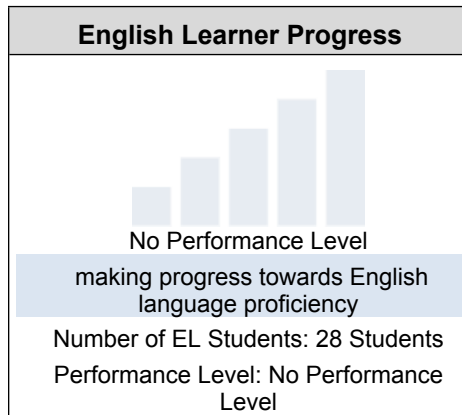 English Learner Progress
No Performance Level
making progress towards English
language proficiency
Number of EL Students: 28 Students
Performance Level: No Performance
Level